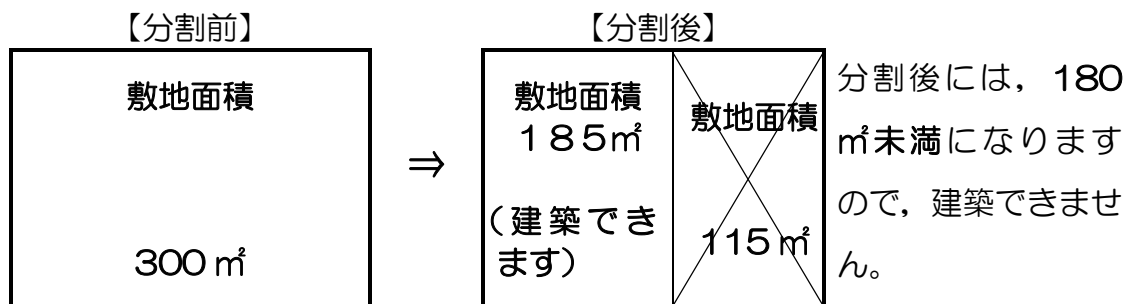 【分割前】
敷地面積
300㎡
⇒
【分割後】
敷地面積
185㎡
(建築でき
ます)
敷地面積
115㎡
分割後には，180
㎡未満になります
ので，建築できませ
ん。